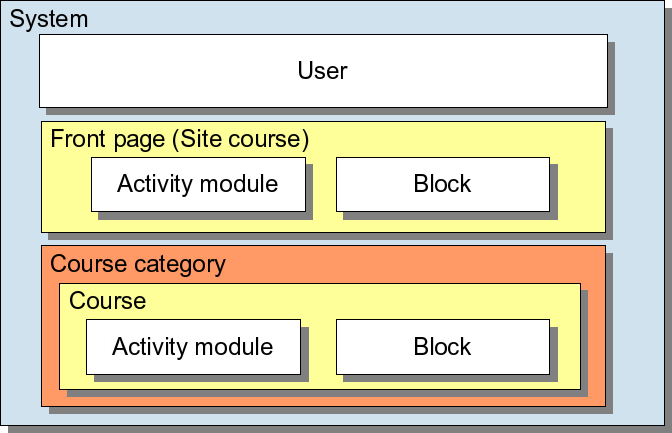 System
User
Front page (Site course)
Activity module
Block
Course category
Course
Activity module
Block